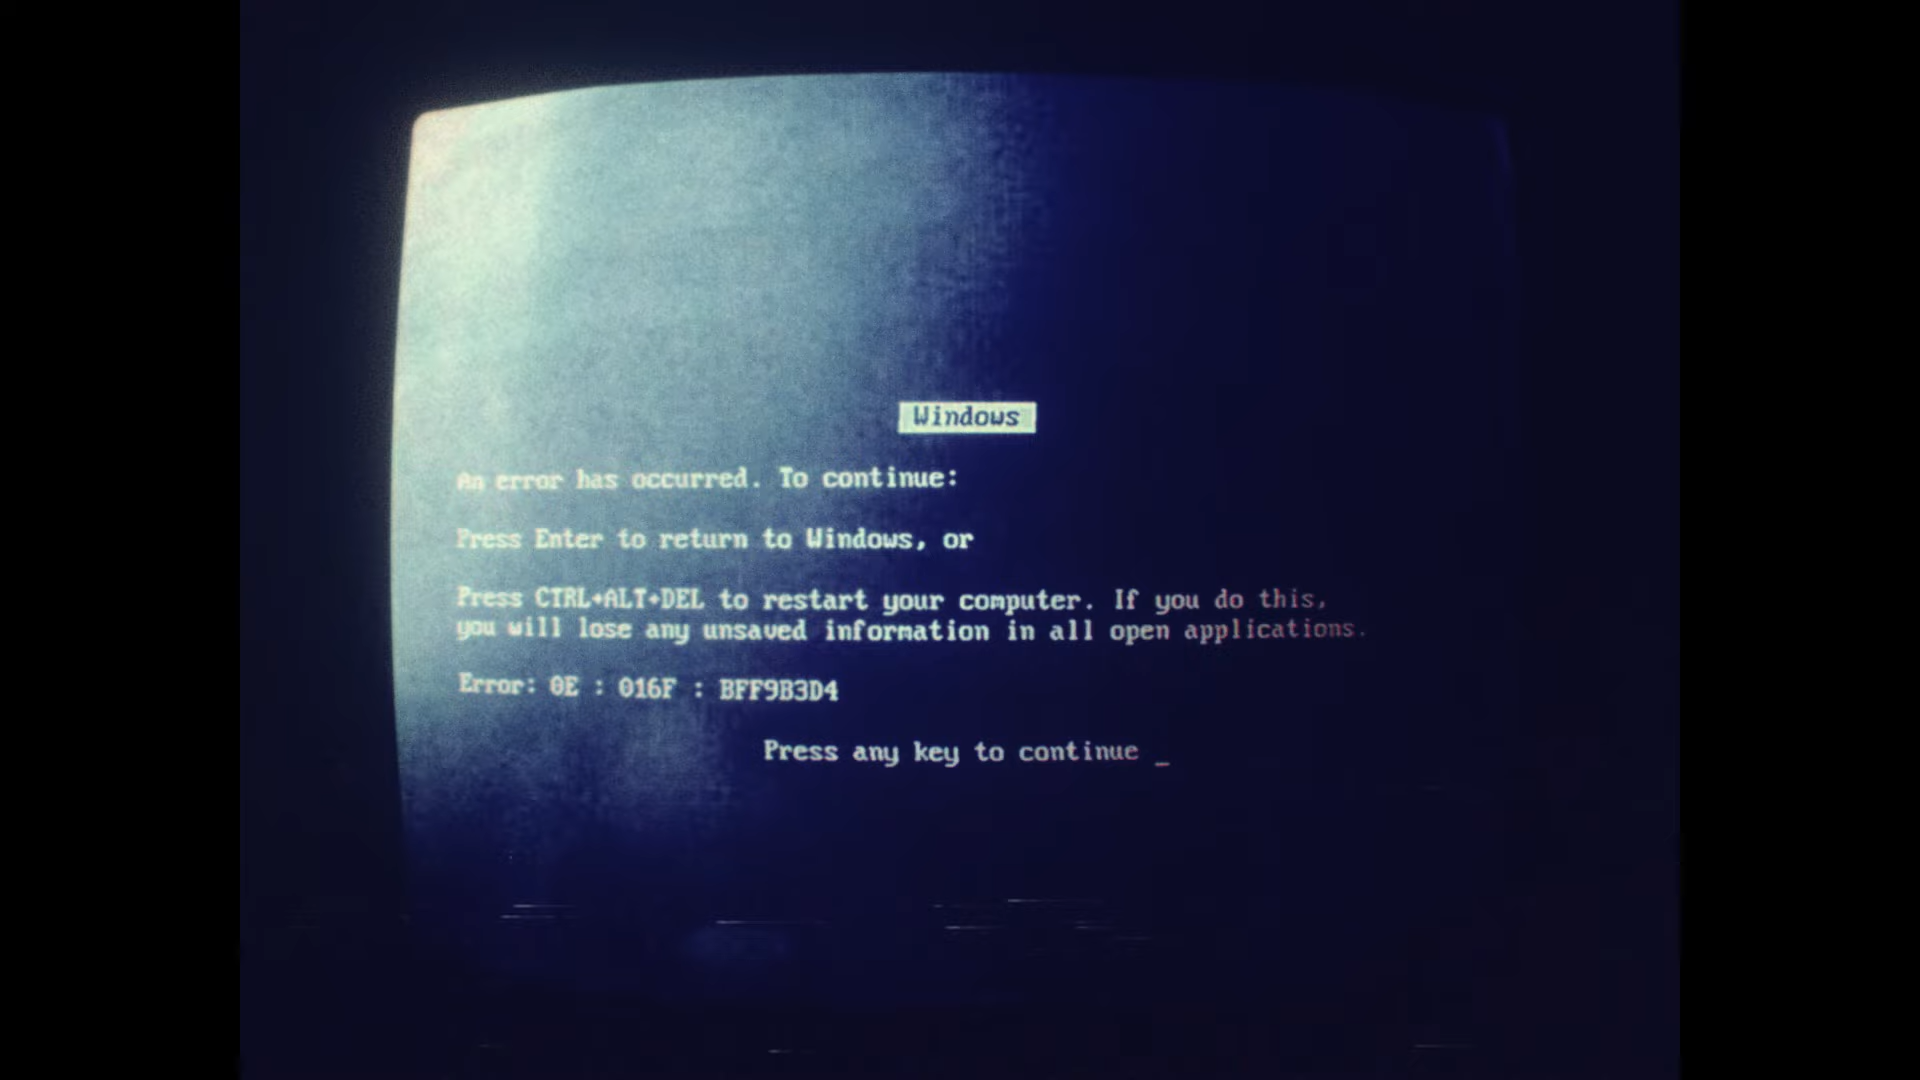 Windows
An error has occurred. To continue:
Press Enter to return to Windows, or
Press CTRL+ALT+DEL to restart your computer. If you do this,
you will lose any unsaved information in all open applications.
Error: 0E : 016F : BFF9B3D4
Press any key to continue _